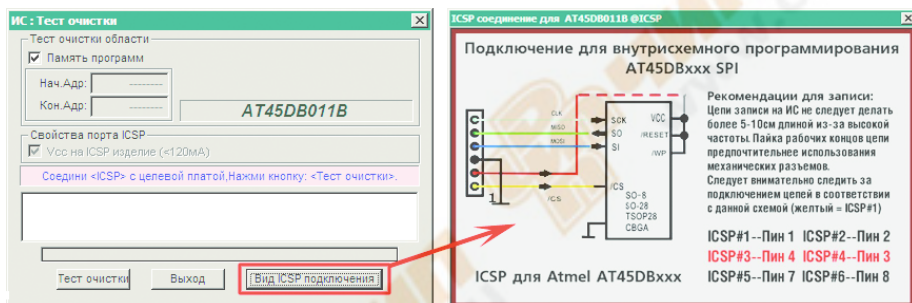 ИС : Тест очистки
Тест очистки области
Память программ
Нач.Адр:
Кон.Адр:
AT45DB011B
Свойства порта ICSP
Vcc на ICSP изделие (<120мА)
Соедини <ICSP> с целевой платой,Нажми кнопку: <Тест очистки>.
Тест очистки
Выход
Вид ICSP подключения
ICSP соединение для AT45DB011B @ICSP
Подключение для внутрисхемного программирования
AT45DBxxx SPI
CLK
MISO
MOSI
/CS
1
SCK
SO
SI
/CS
VCC
/RESET
/WP
SO-8
SO-28
TSOP28
CBGA
Рекомендации для записи:
Цепи записи на ИС не следует делать
более 5-10см длиной из-за высокой
частоты. Пайка рабочих концов цепи
предпочтительнее использования
механических разъемов.
Следует внимательно следить за
подключением цепей в соответствии
с данной схемой (желтый = ICSP#1)
ICSP#1--Пин 1 ICSP#2--Пин 2
ICSP#3--Пин 4 ICSP#4--Пин 3
ICSP#5--Пин 7 ICSP#6--Пин 8
ICSP для Atmel AT45DBxxx